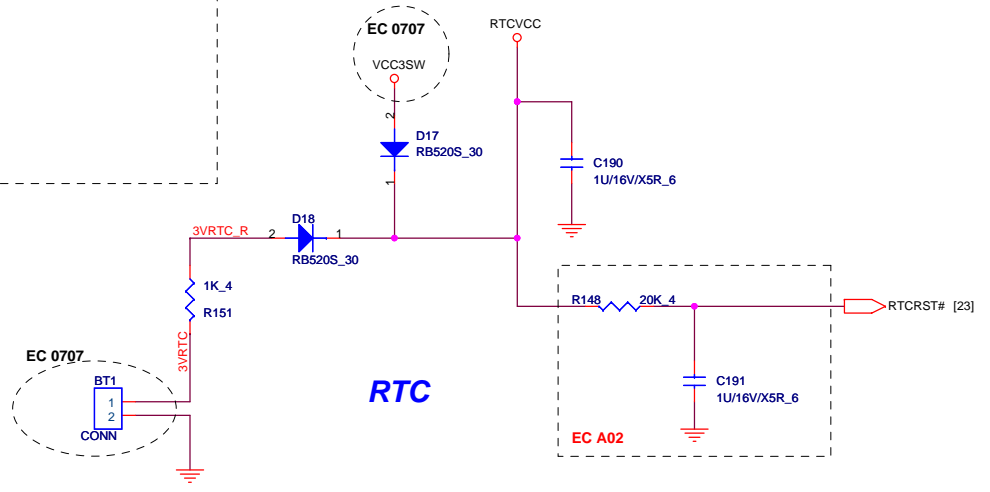 EC 0707
VCC3SW
RTCVCC
2
D17
RB520S_30
1
C190
1U/16V/X5R_6
3VRTC_R
2
D18
1
RB520S_30
1K_4
R151
3VRTC
R148
20K_4
RTCRST# [23]
EC 0707
BT1
1
2
CONN
RTC
C191
1U/16V/X5R_6
EC A02